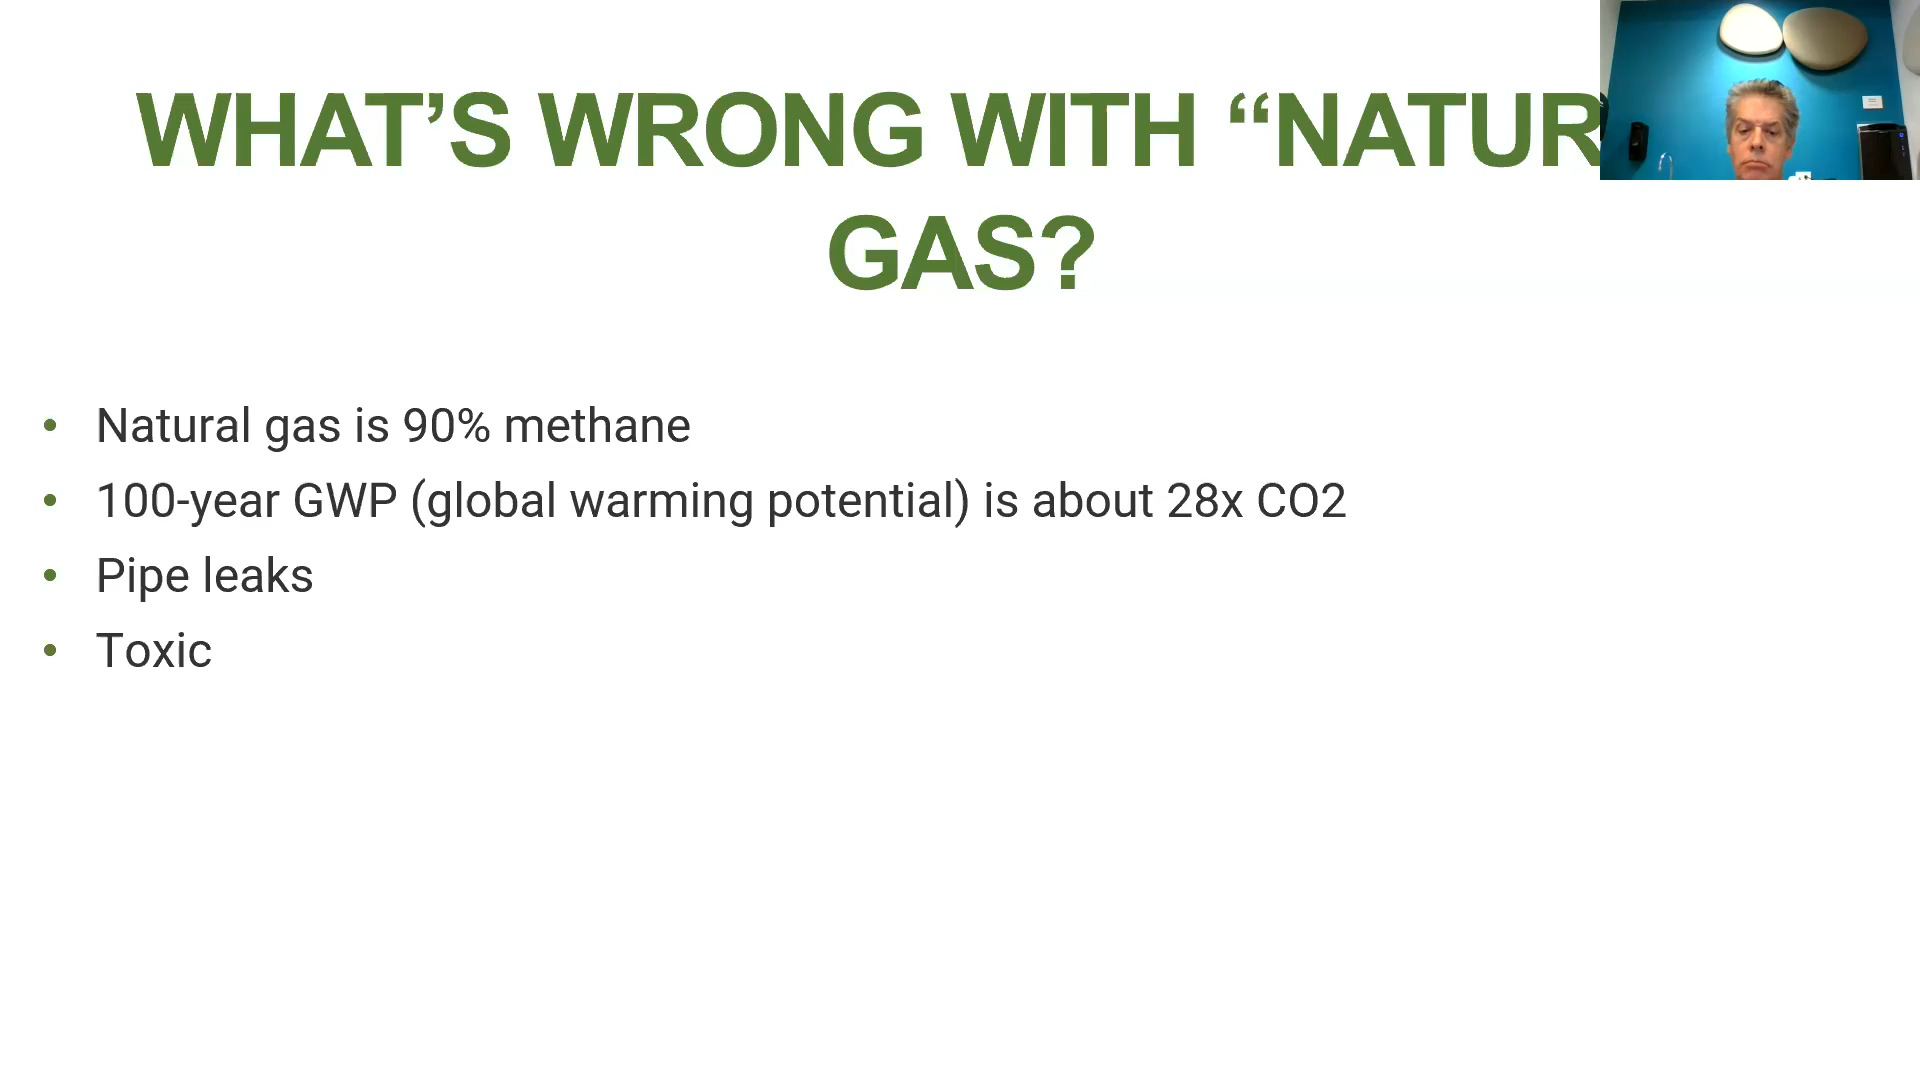 WHAT’S WRONG WITH “NATUR
GAS?
• Natural gas is 90% methane
• 100-year GWP (global warming potential) is about 28x CO2
• Pipe leaks
• Toxic